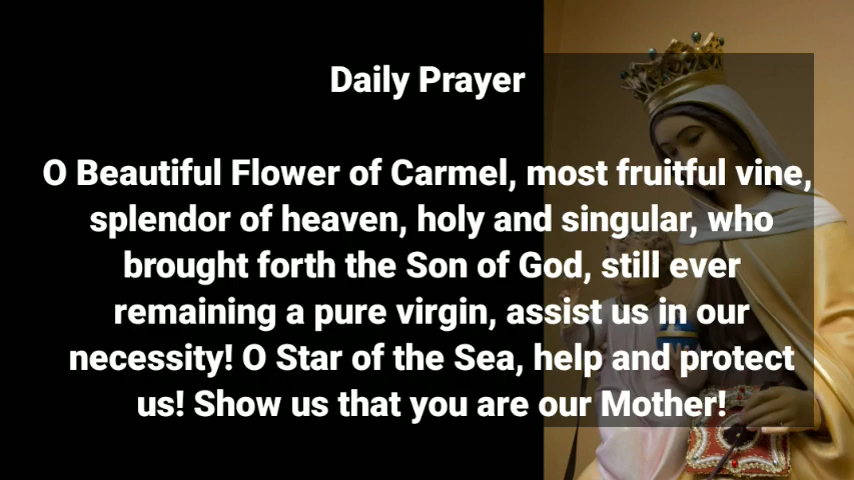 Daily Prayer
O Beautiful Flower of Carmel, most fruitful vine,
splendor of heaven, holy and singular, who
brought forth the Son of God, still ever
remaining a pure virgin, assist us in our
necessity! O Star of the Sea, help and protect
us! Show us that you are our Mother!